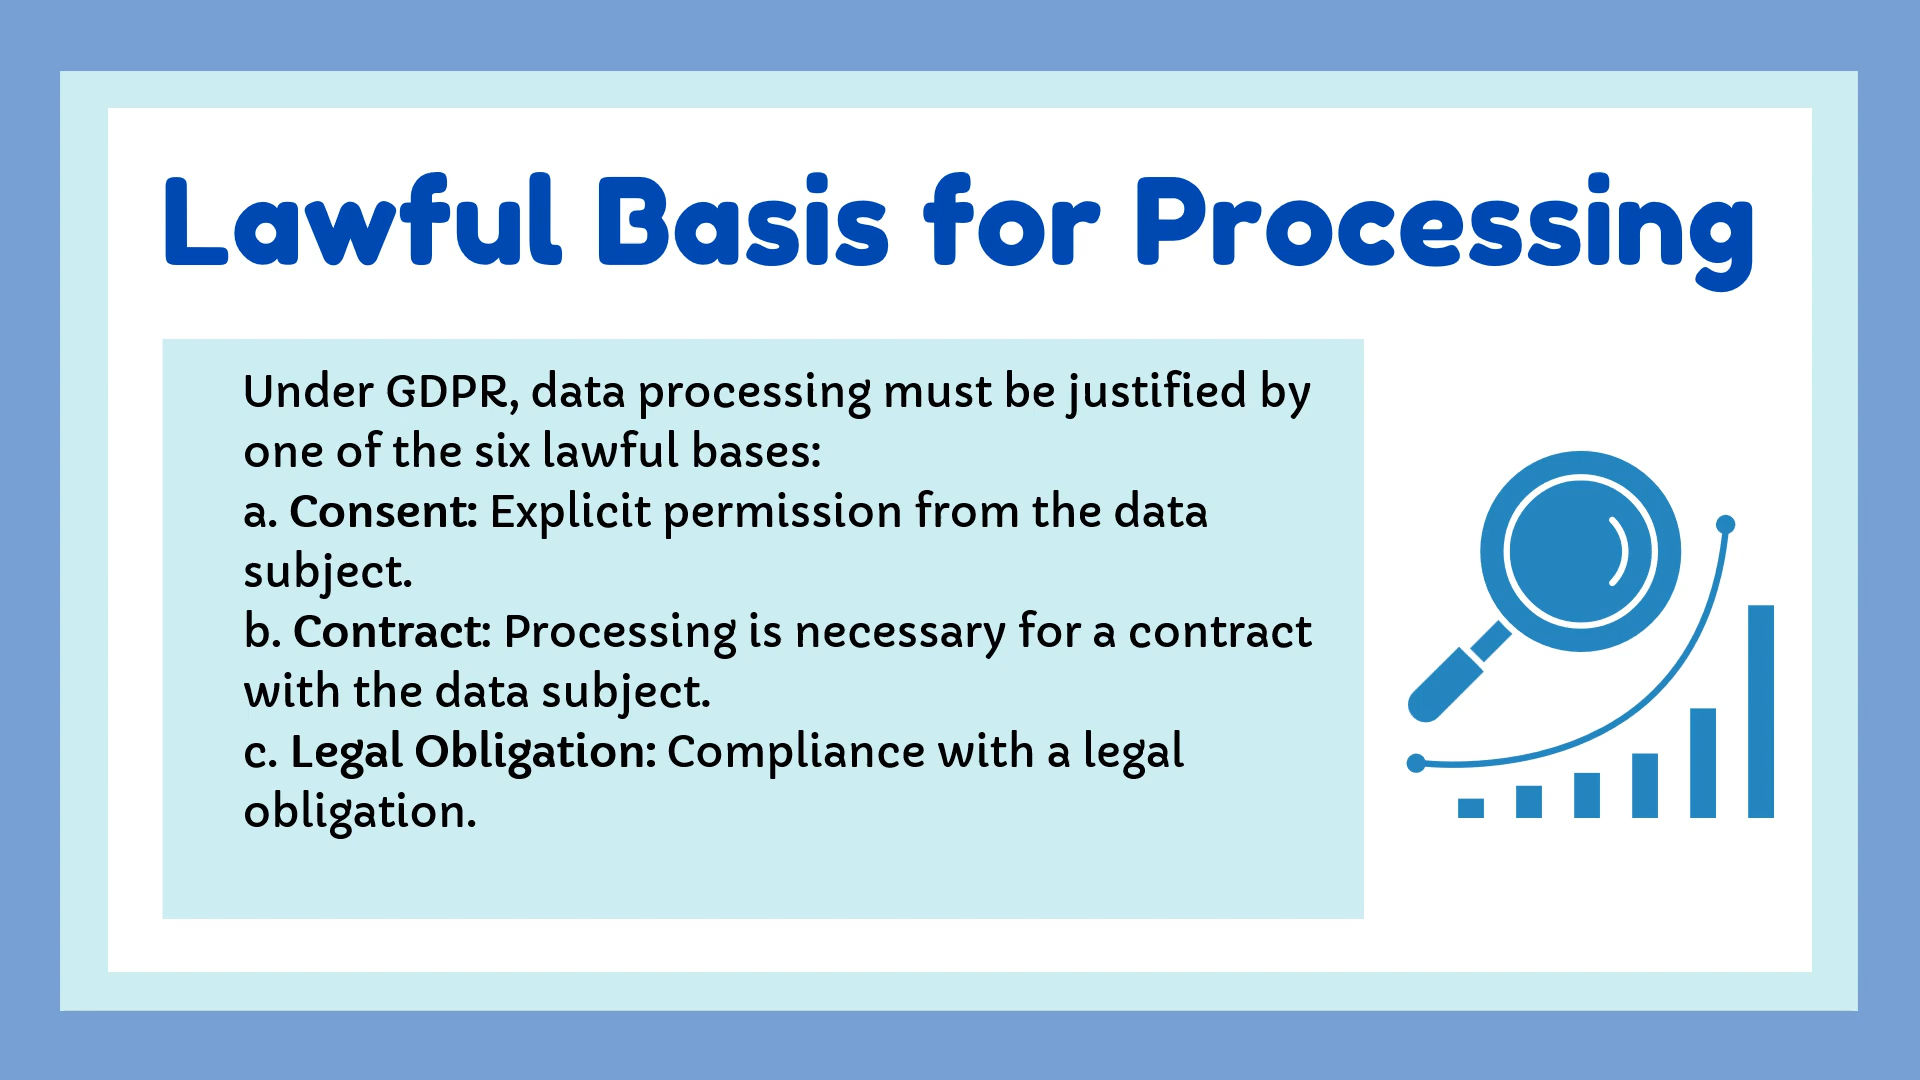 Lawful Basis for Processing
Under GDPR, data processing must be justified by
one of the six lawful bases:
a. Consent: Explicit permission from the data
subject.
b. Contract: Processing is necessary for a contract
with the data subject.
c. Legal Obligation: Compliance with a legal
obligation.